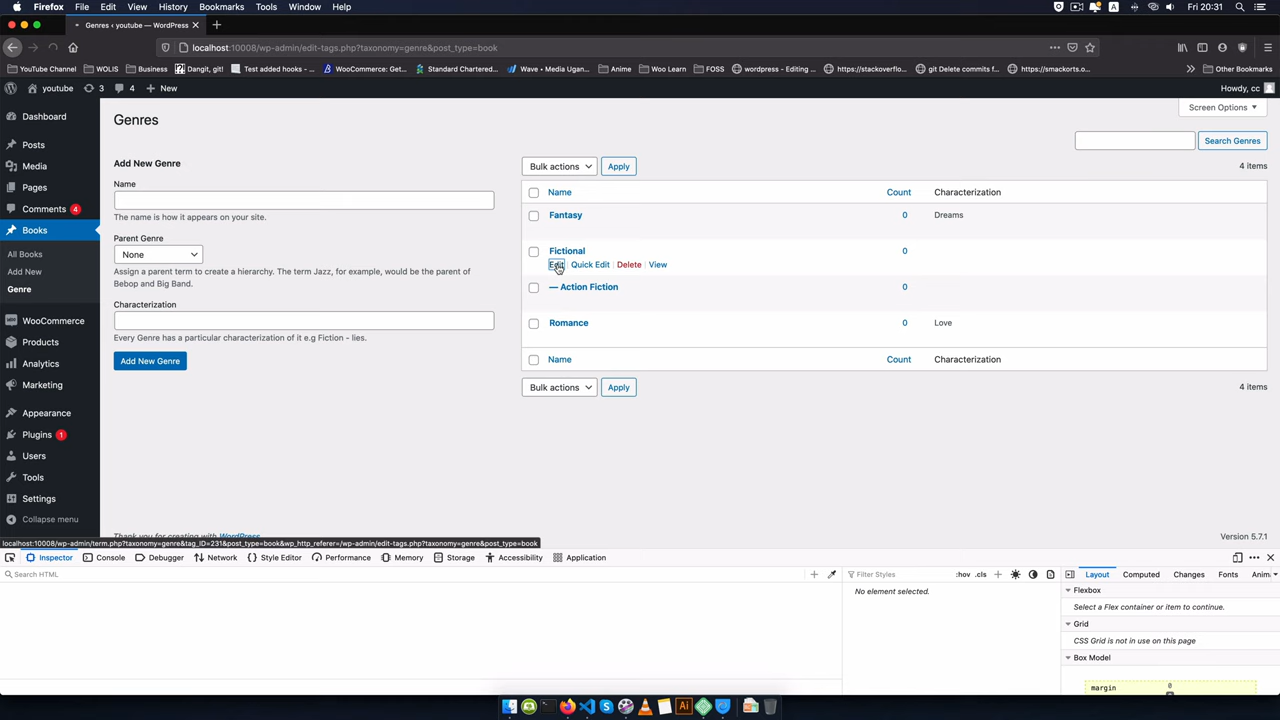 Firefox File Edit View History Bookmarks Tools Window Help
A Fri 20:31
Genres ‹ youtube — WordPress
localhost:10008/wp-admin/edit-tags.php?taxonomy=genre&post_type=book
YouTube Channel WOLIS Business Dangit, git! Test added hooks - ... WooCommerce: Get... Standard Chartered... Wave • Media Ugan... Anime Woo Lern FOSS wordpress - Editing ... https://stackoverflo... git Delete commits f... https://smackorts.o... Other Bookmarks
youtube 3 4 New Howdy, cc
Screen Options
Dashboard
Posts
Media
Pages
Comments 4
Books
All Books
Add New
Genre
WooCommerce
Products
Analytics
Marketing
Appearance
Plugins 1
Users
Tools
Settings
Collapse menu
Genres
Add New Genre
Name
The name is how it appears on your site.
Parent Genre
None
Assign a parent term to create a hierarchy. The term Jazz, for example, would be the parent of
Bebop and Big Band.
Characterization
Every Genre has a particular characterization of it e.g Fiction - lies.
Add New Genre
Search Genres
Bulk actions Apply 4 items
Name Count Characterization
Fantasy 0 Dreams
Fictional 0
Edit | Quick Edit | Delete | View
— Action Fiction 0
Romance 0 Love
Name Count Characterization
Bulk actions Apply 4 items
Thank you for creating with WordPress.
Version 5.7.1
localhost:10008/wp-admin/term.php?taxonomy=genre&tag_ID=231&post_type=book&wp_http_referer=/wp-admin/edit-tags.php?taxonomy=genre&post_type=book
Inspector Console Debugger Network Style Editor Performance Memory Storage Accessibility Application
Search HTML
Filter Styles :hov .cls
No element selected.
Layout Computed Changes Fonts Anim
Flexbox
Select a Flex container or item to continue.
Grid
CSS Grid is not in use on this page
Box Model
margin 0
Ai